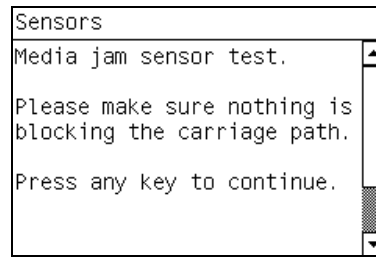 Sensors
Media jam sensor test.
Please make sure nothing is
blocking the carriage path.
Press any key to continue.